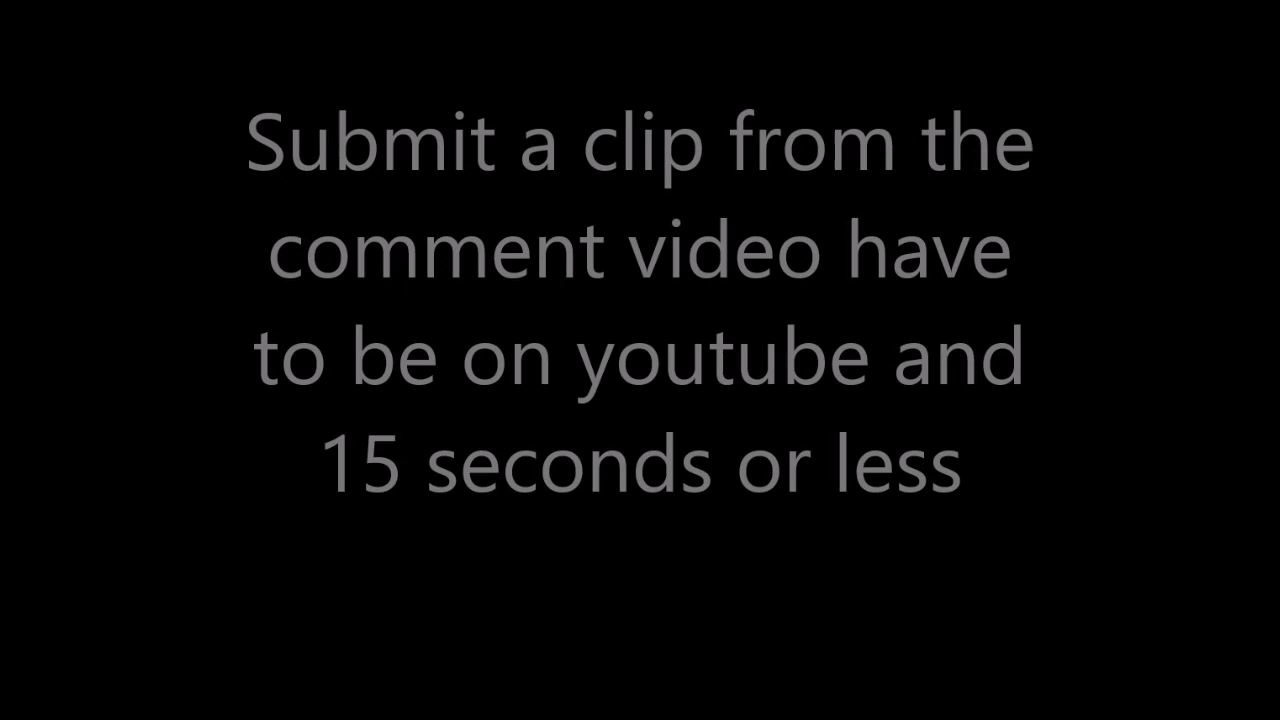 Submit a clip from the
comment video have
to be on youtube and
15 seconds or less